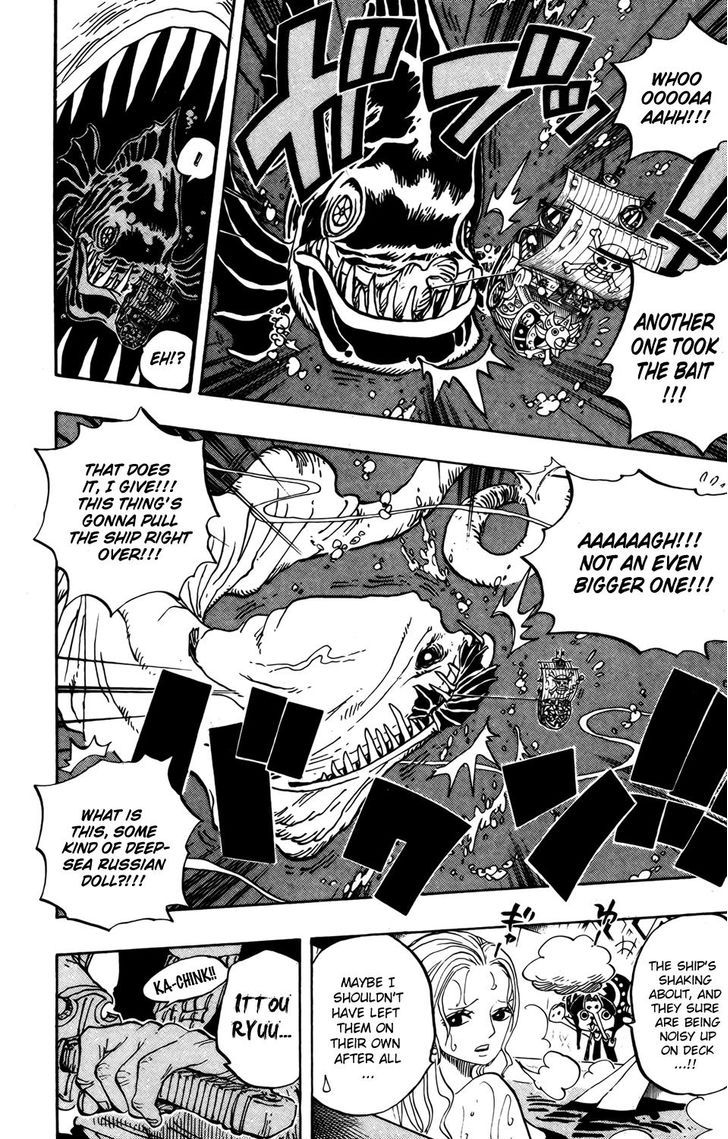 WHOO
OOOOAA
AAHH!!!
ANOTHER
ONE TOOK
THE BAIT
!!!
!
EH!?
AAAAAAGH!!!
NOT AN EVEN
BIGGER ONE!!!
THAT DOES
IT, I GIVE!!!
THIS THING'S
GONNA PULL
THE SHIP RIGHT
OVER!!!
バクン!!!
WHAT IS
THIS, SOME
KIND OF DEEP-
SEA RUSSIAN
DOLL?!!!
THE SHIP'S
SHAKING
ABOUT, AND
THEY SURE
ARE BEING
NOISY UP ON
DECK
...!!
MAYBE I
SHOULDN'T
HAVE LEFT
THEM ON
THEIR OWN
AFTER ALL
...
KA-CHINK!!
ITTOU
RYUU...